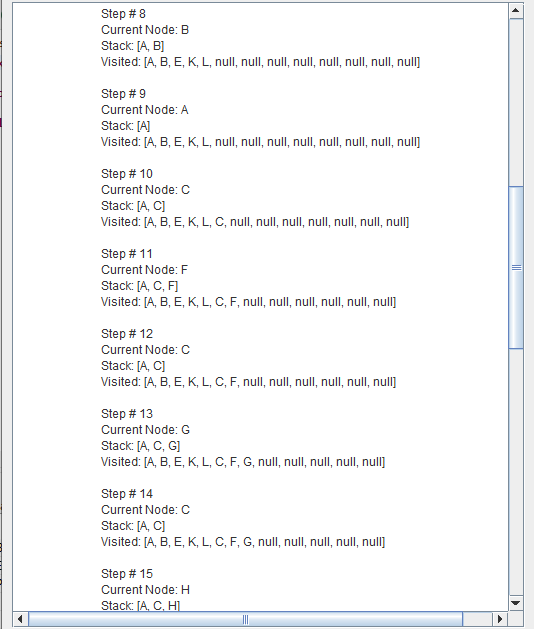 Step # 8
Current Node: B
Stack: [A, B]
Visited: [A, B, E, K, L, null, null, null, null, null, null, null, null]
Step # 9
Current Node: A
Stack: [A]
Visited: [A, B, E, K, L, null, null, null, null, null, null, null, null]
Step # 10
Current Node: C
Stack: [A, C]
Visited: [A, B, E, K, L, C, null, null, null, null, null, null, null]
Step # 11
Current Node: F
Stack: [A, C, F]
Visited: [A, B, E, K, L, C, F, null, null, null, null, null, null]
Step # 12
Current Node: C
Stack: [A, C]
Visited: [A, B, E, K, L, C, F, null, null, null, null, null, null]
Step # 13
Current Node: G
Stack: [A, C, G]
Visited: [A, B, E, K, L, C, F, G, null, null, null, null, null]
Step # 14
Current Node: C
Stack: [A, C]
Visited: [A, B, E, K, L, C, F, G, null, null, null, null, null]
Step # 15
Current Node: H
Stack: [A, C, H]